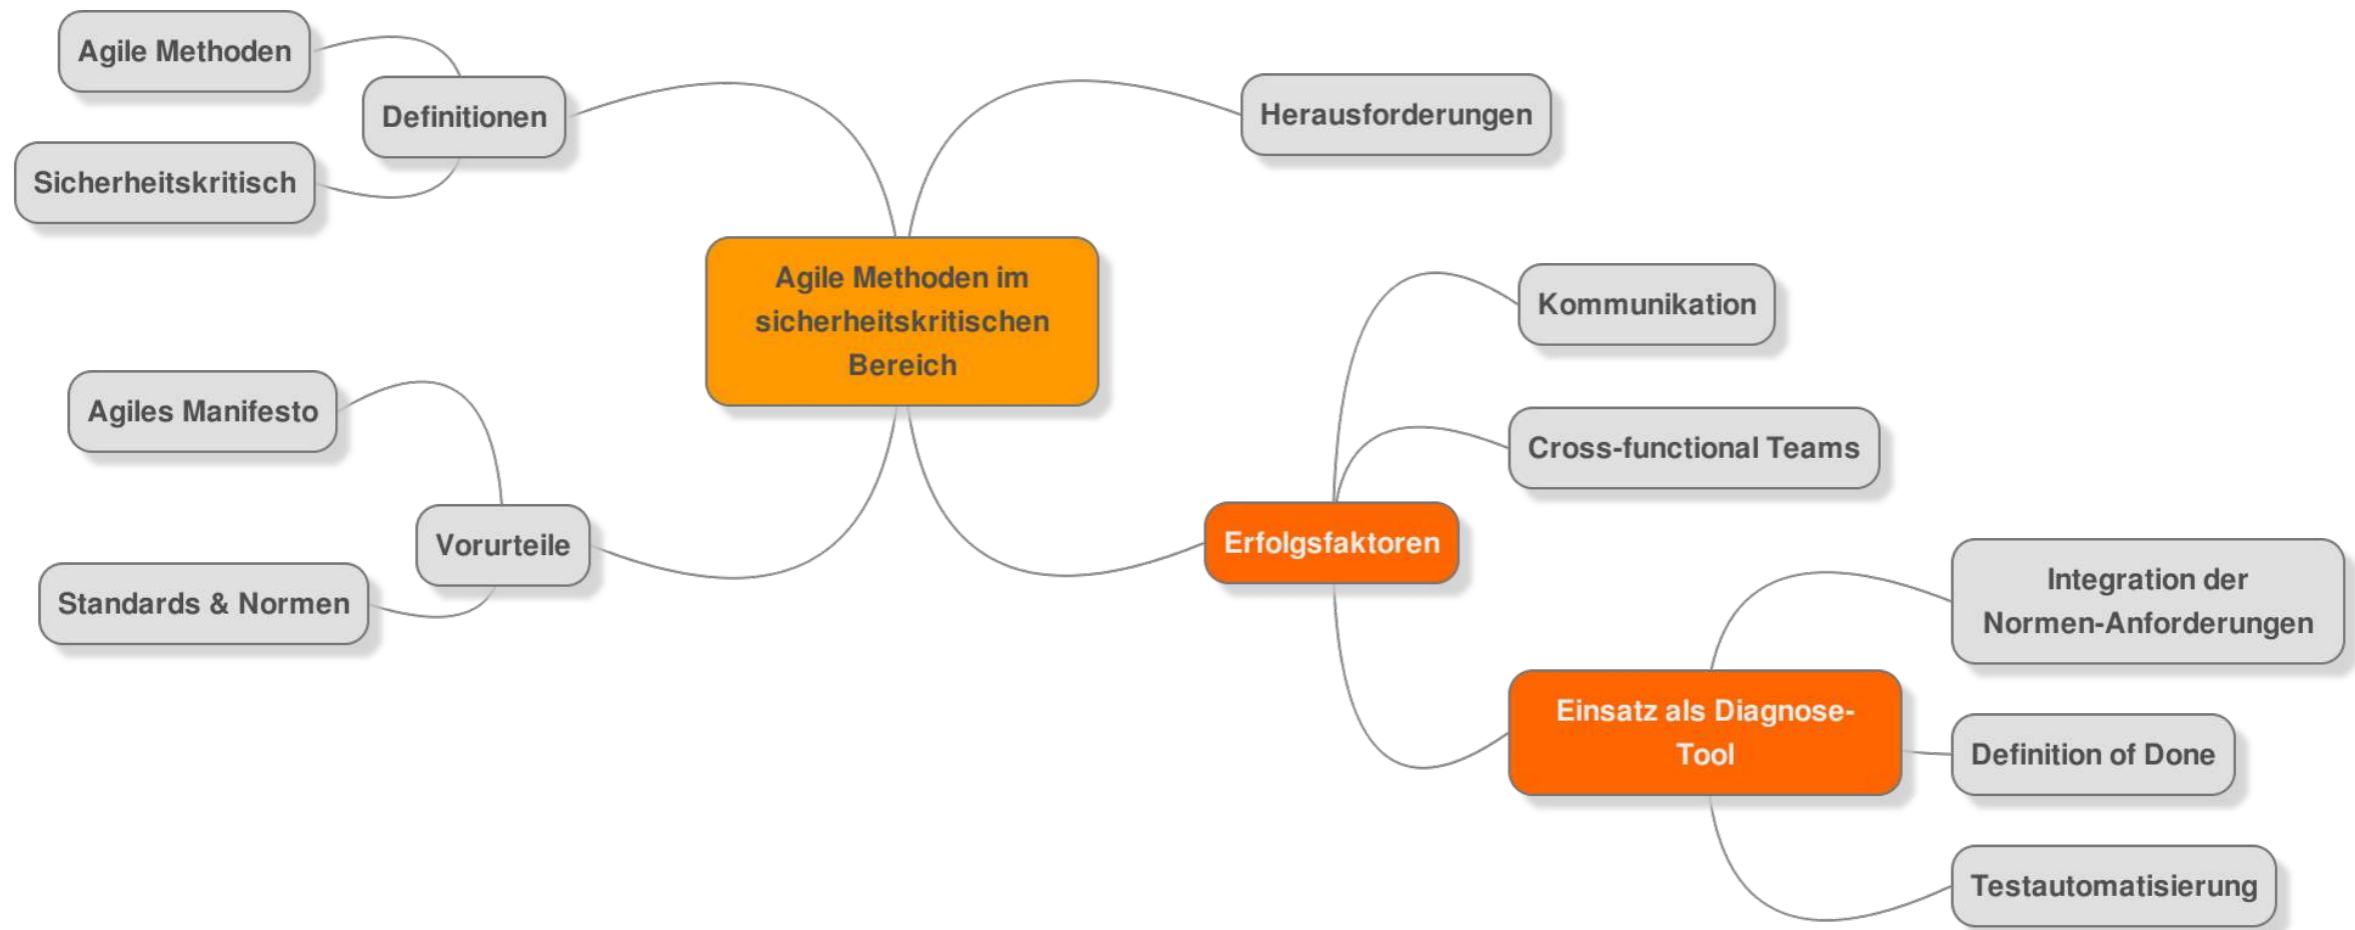 Agile Methoden
Definitionen
Sicherheitskritisch
Herausforderungen
Agile Methoden im
sicherheitskritischen
Bereich
Agiles Manifesto
Vorurteile
Standards & Normen
Kommunikation
Cross-functional Teams
Erfolgsfaktoren
Einsatz als Diagnose-
Tool
Integration der
Normen-Anforderungen
Definition of Done
Testautomatisierung